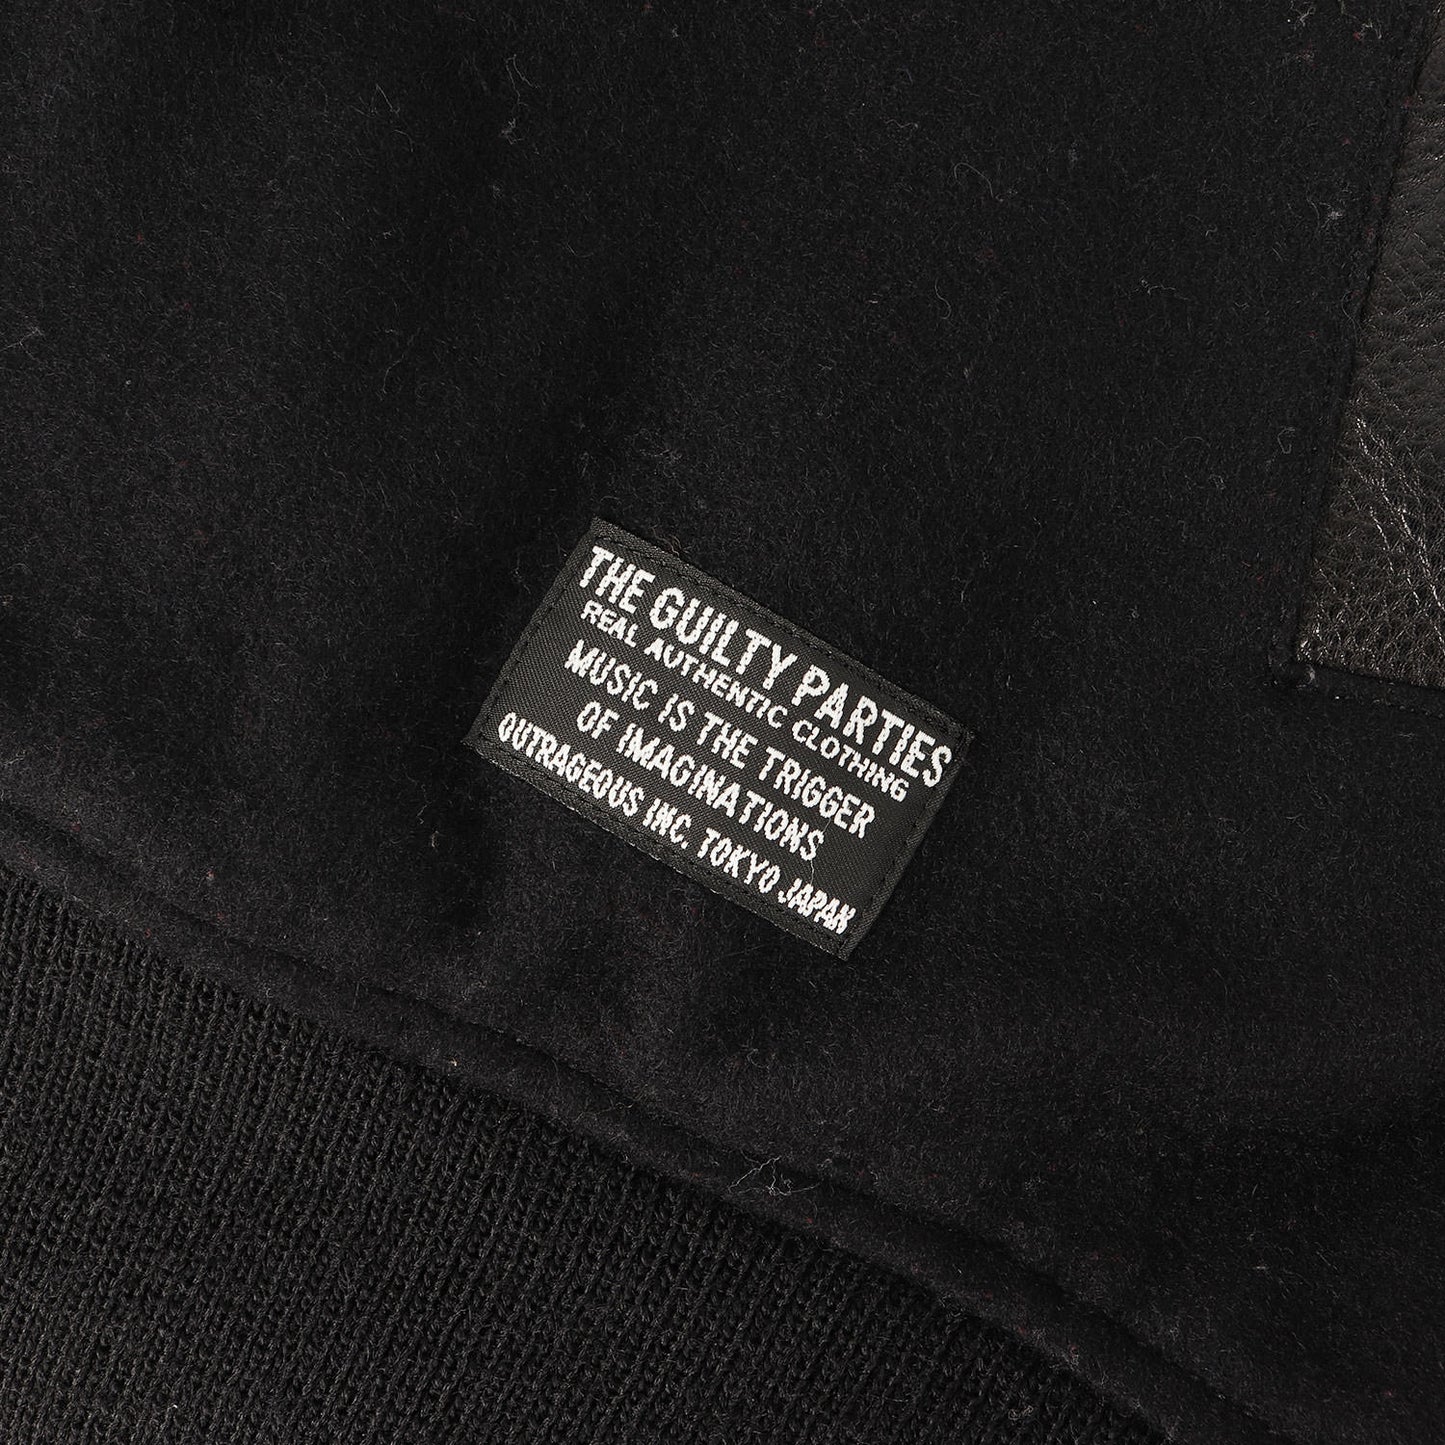 THE GUILTY PARTIES
REAL AUTHENTIC CLOTHING
MUSIC IS THE TRIGGER
OF IMAGINATIONS
OUTRAGEOUS INC. TOKYO JAPAN